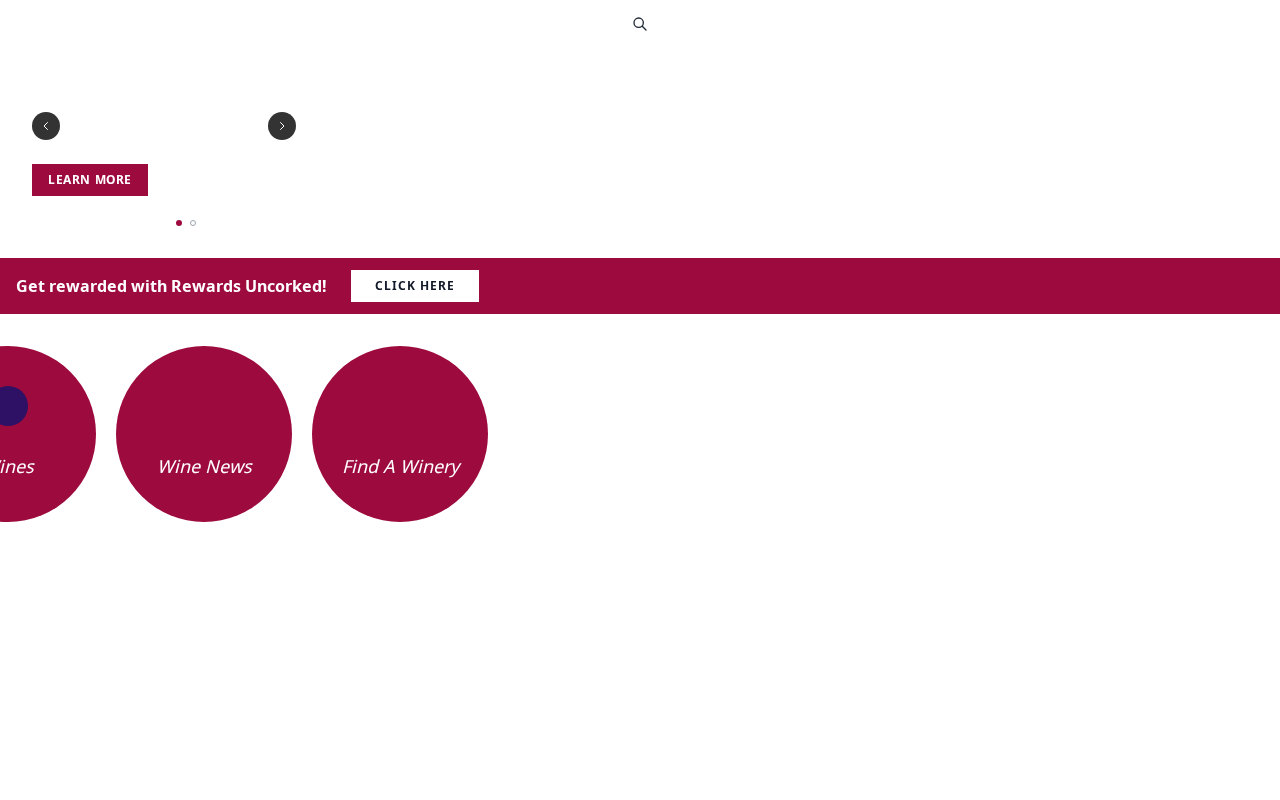 LEARN MORE
Get rewarded with Rewards Uncorked!
CLICK HERE
Wine News
Find A Winery